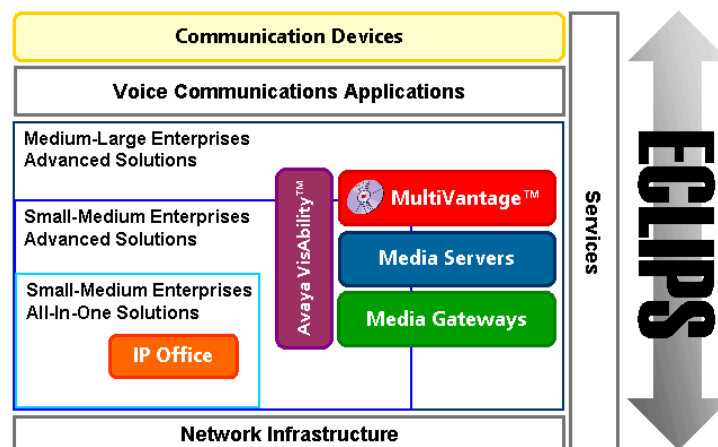 Communication Devices
Voice Communications Applications
Medium-Large Enterprises
Advanced Solutions
Small-Medium Enterprises
Advanced Solutions
Small-Medium Enterprises
All-In-One Solutions
IP Office
Avaya VisAbility™
MultiVantage™
Media Servers
Media Gateways
Network Infrastructure
Services
ECLIPS